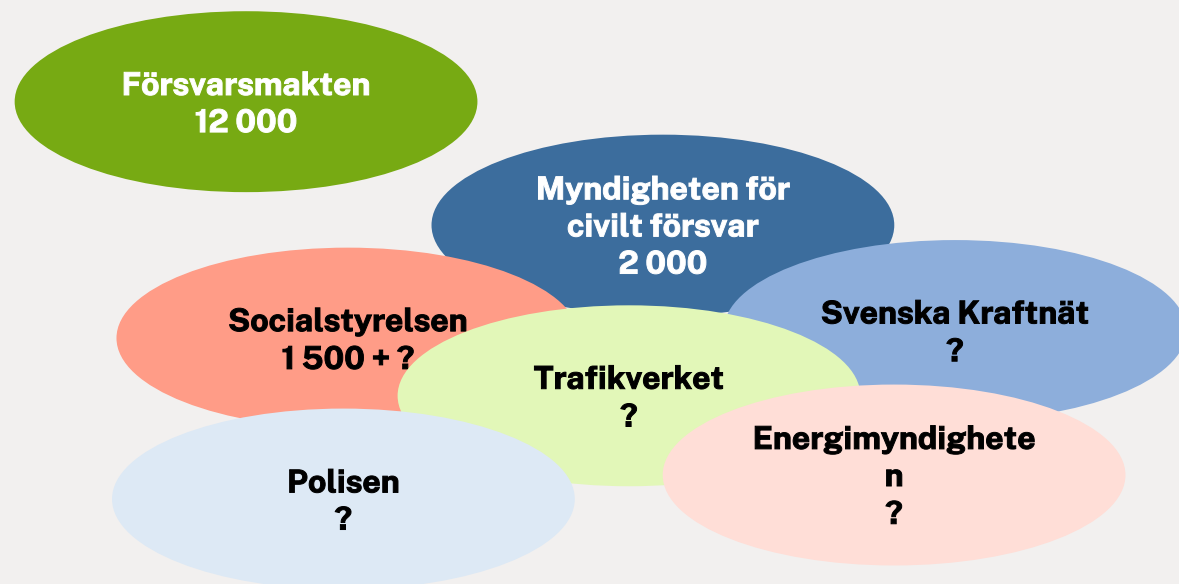 Försvarsmakten
12 000
Myndigheten för
civilt försvar
2 000
Socialstyrelsen
1 500 + ?
Svenska Kraftnät
?
Trafikverket
?
Energimyndighete
n
?
Polisen
?